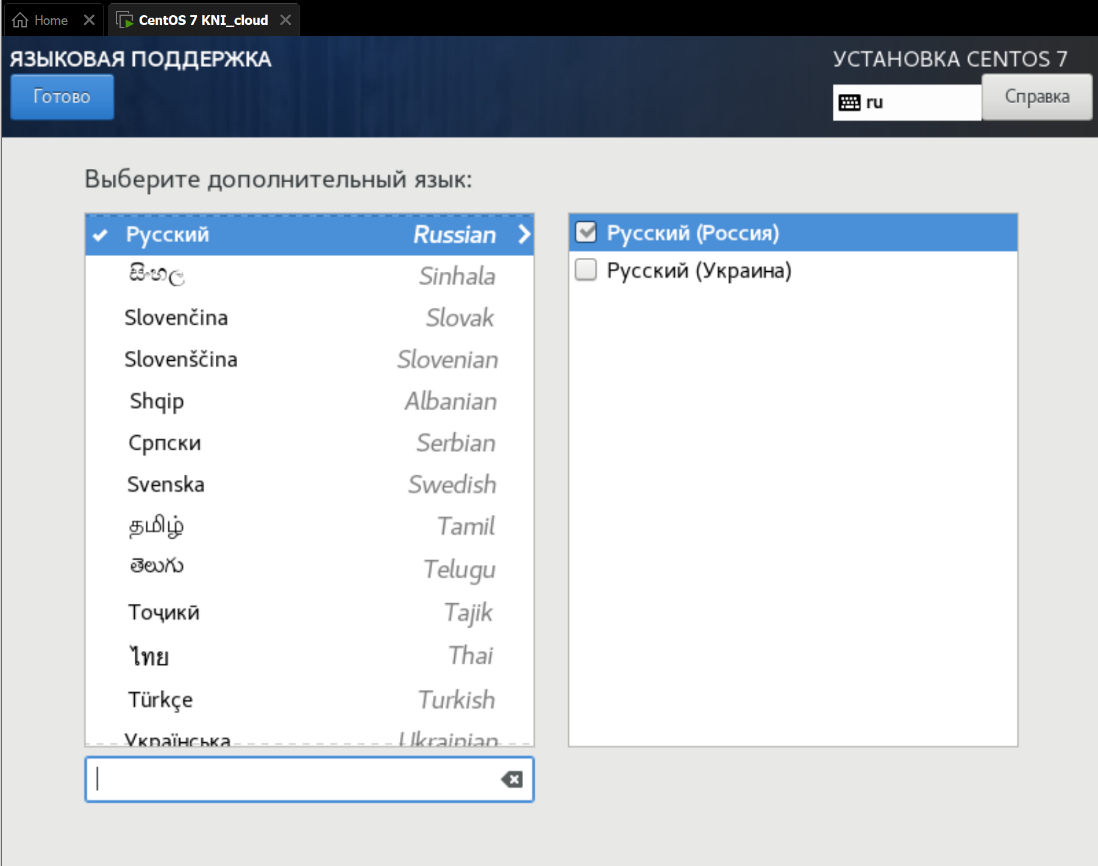 Home
CentOS 7 KNI_cloud
ЯЗЫКОВАЯ ПОДДЕРЖКА
УСТАНОВКА CENTOS 7
Готово
ru
Справка
Выберите дополнительный язык:
Русский Russian
සිංහල Sinhala
Slovenčina Slovak
Slovenščina Slovenian
Shqip Albanian
Српски Serbian
Svenska Swedish
தமிழ் Tamil
తెలుగు Telugu
Тоҷикӣ Tajik
ไทย Thai
Türkçe Turkish
Українська Ukrainian
Русский (Россия)
Русский (Украина)